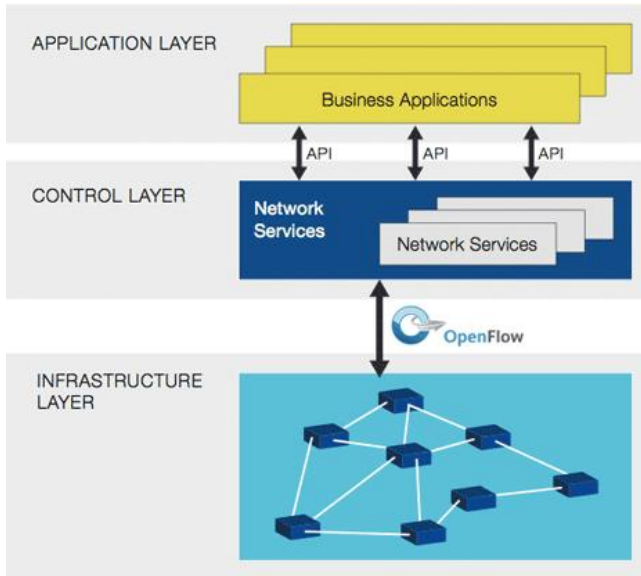 APPLICATION LAYER
Business Applications
API
API
API
CONTROL LAYER
Network
Services
Network Services
OpenFlow
INFRASTRUCTURE
LAYER